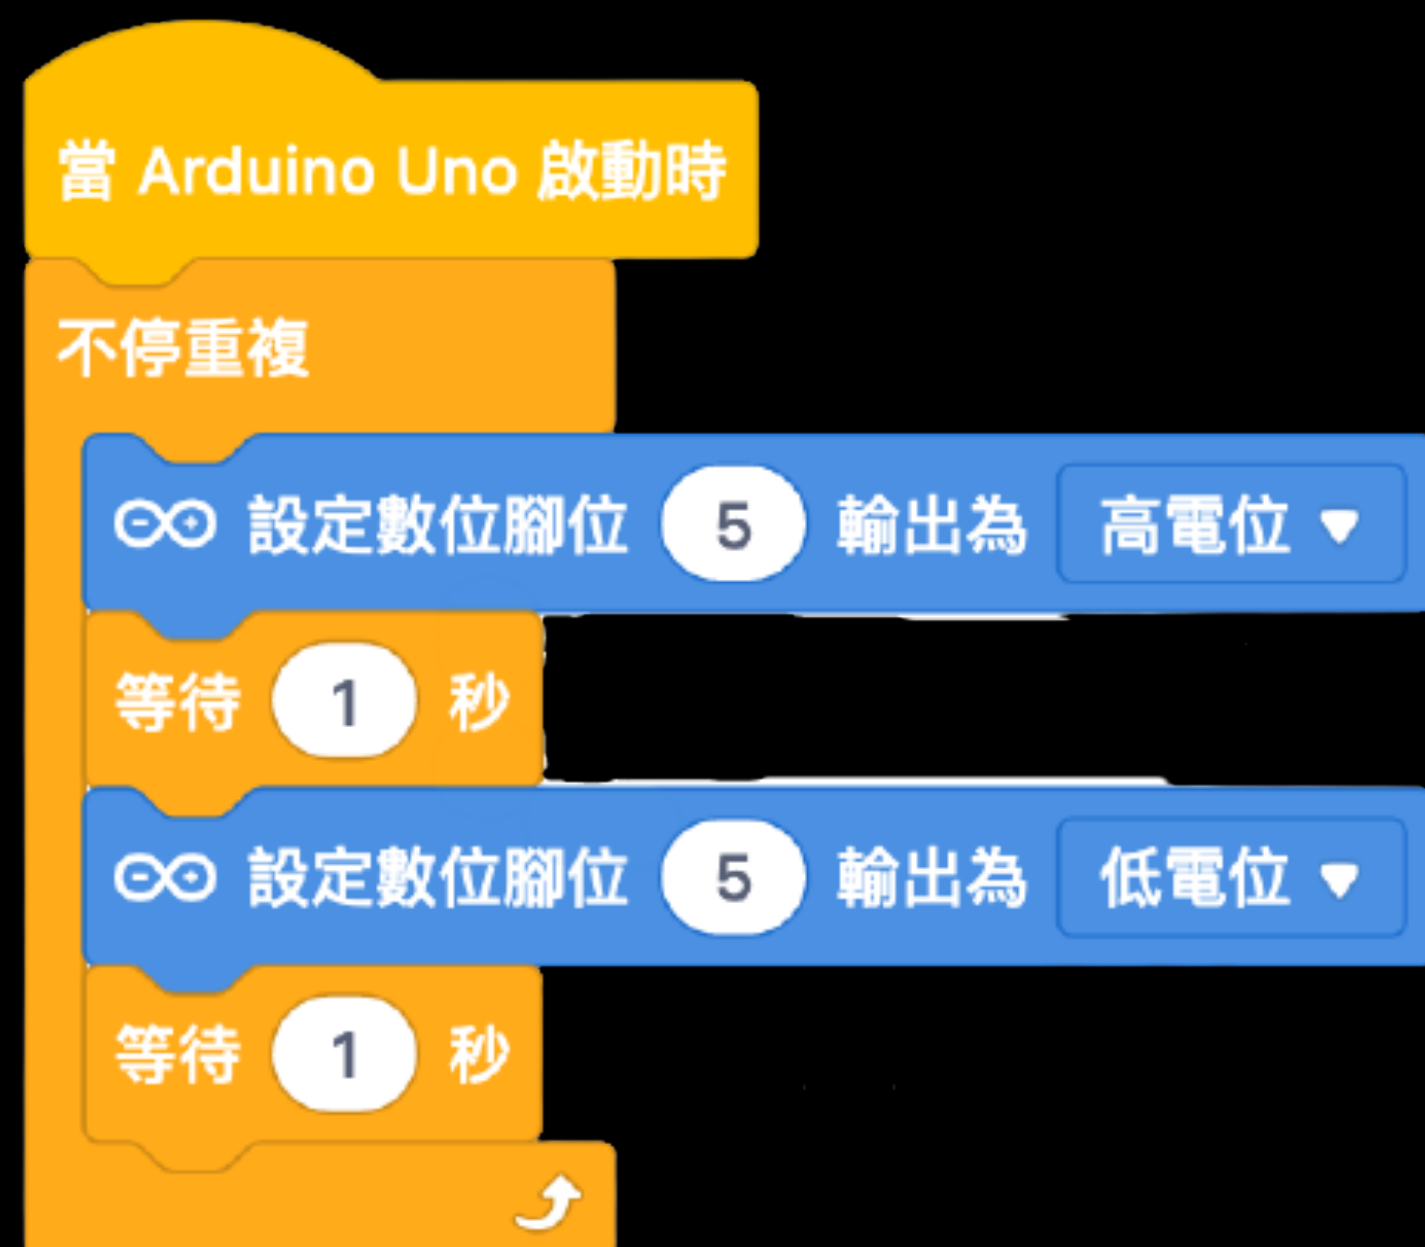 當 Arduino Uno 啟動時
不停重複
設定數位腳位 5 輸出為 高電位
等待 1 秒
設定數位腳位 5 輸出為 低電位
等待 1 秒